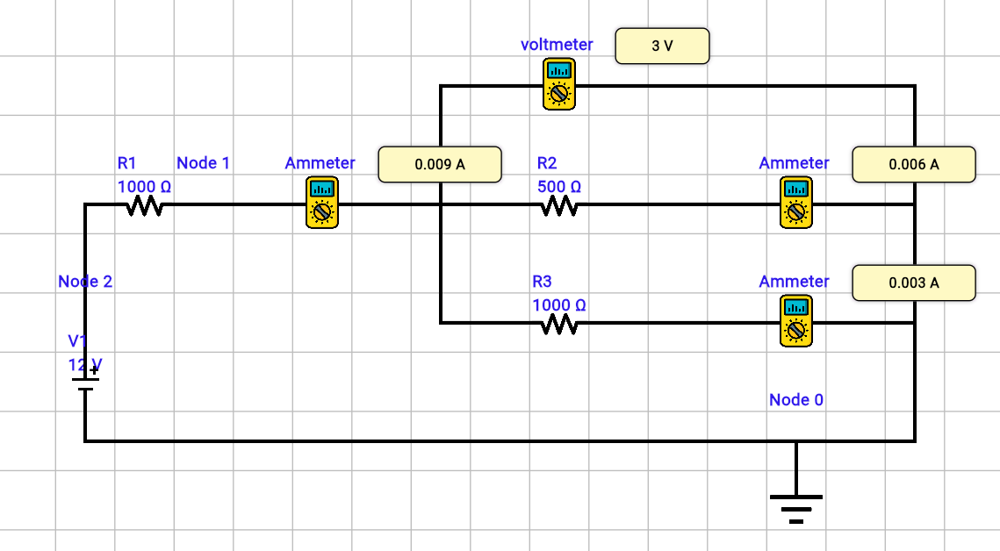 voltmeter
3 V
R1
1000 Ω
Node 1
Ammeter
0.009 A
R2
500 Ω
Ammeter
0.006 A
Node 2
R3
1000 Ω
Ammeter
0.003 A
V1
12 V
+
Node 0